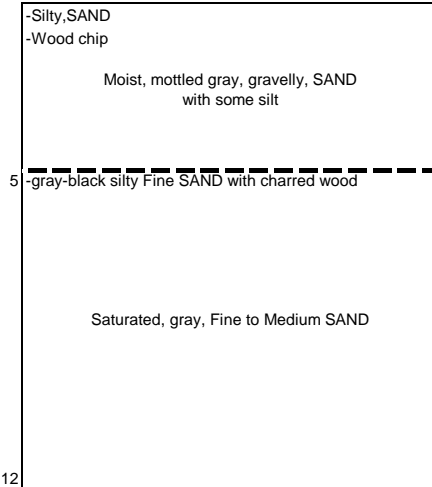 -Silty,SAND
-Wood chip
Moist, mottled gray, gravelly, SAND
with some silt
5 -gray-black silty Fine SAND with charred wood
Saturated, gray, Fine to Medium SAND
12